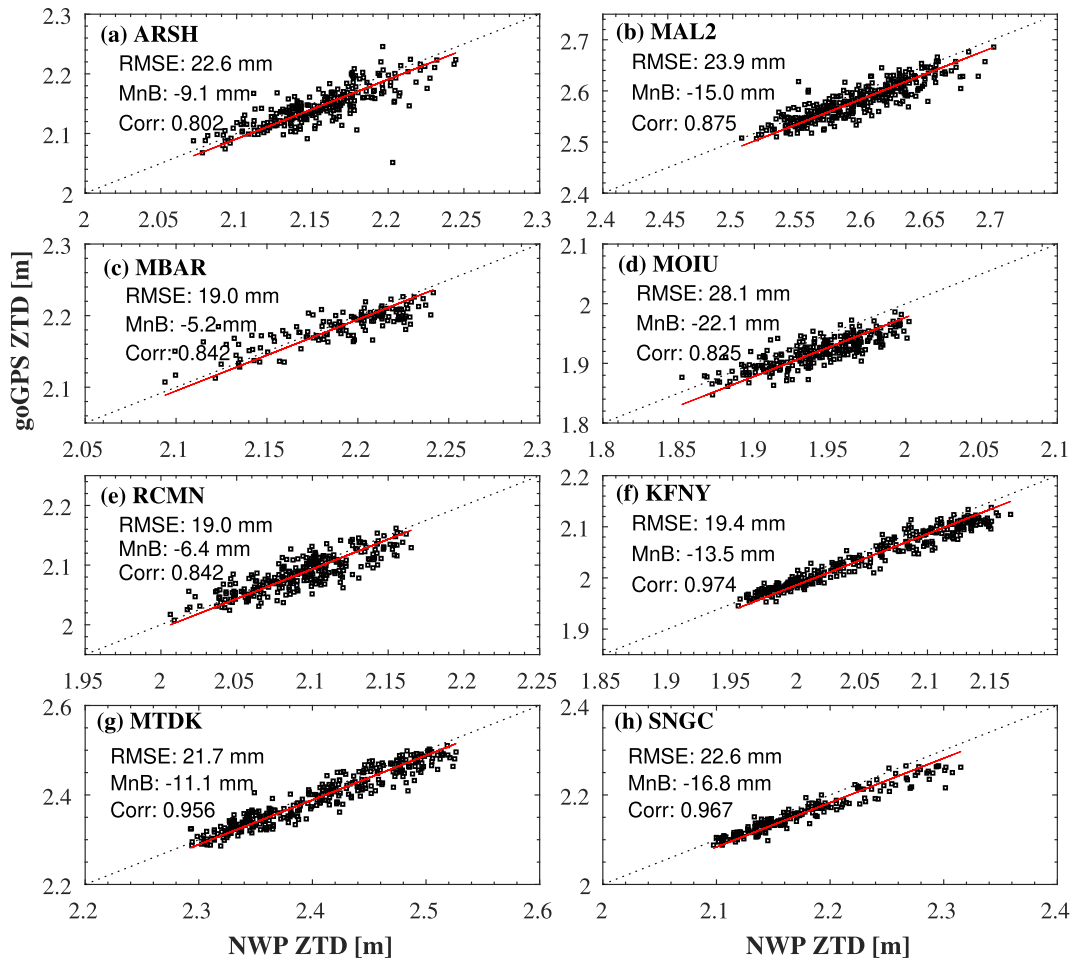 2.3
(a) ARSH
RMSE: 22.6 mm
2.2
MnB: -9.1 mm
2.1
Corr: 0.802
2
2 2.05 2.1 2.15 2.2 2.25 2.3
2.7
(b) MAL2
RMSE: 23.9 mm
MnB: -15.0 mm
2.6
Corr: 0.875
2.5
2.4
2.4 2.5 2.55 2.6 2.65 2.7
2.3
(c) MBAR
RMSE: 19.0 mm
MnB: -5.2 mm
2.2
Corr: 0.842
2.1
2.05 2.1 2.15 2.2 2.25 2.3
2.1
(d) MOIU
RMSE: 28.1 mm
2
MnB: -22.1 mm
Corr: 0.825
1.9
1.8
1.8 1.85 1.9 1.95 2 2.05 2.1
goGPS ZTD [m]
(e) RCMN
2.2
RMSE: 19.0 mm
MnB: -6.4 mm
2.1
Corr: 0.842
2
1.95 2 2.05 2.1 2.15 2.2 2.25
2.2
(f) KFNY
RMSE: 19.4 mm
2.1
MnB: -13.5 mm
Corr: 0.974
2
1.9
1.85 1.9 1.95 2 2.05 2.1 2.15
2.6
(g) MTDK
RMSE: 21.7 mm
MnB: -11.1 mm
2.4
Corr: 0.956
2.2
2.2 2.3 2.4 2.5 2.6
NWP ZTD [m]
2.4
(h) SNGC
RMSE: 22.6 mm
MnB: -16.8 mm
2.2
Corr: 0.967
2
2 2.1 2.2 2.3 2.4
NWP ZTD [m]